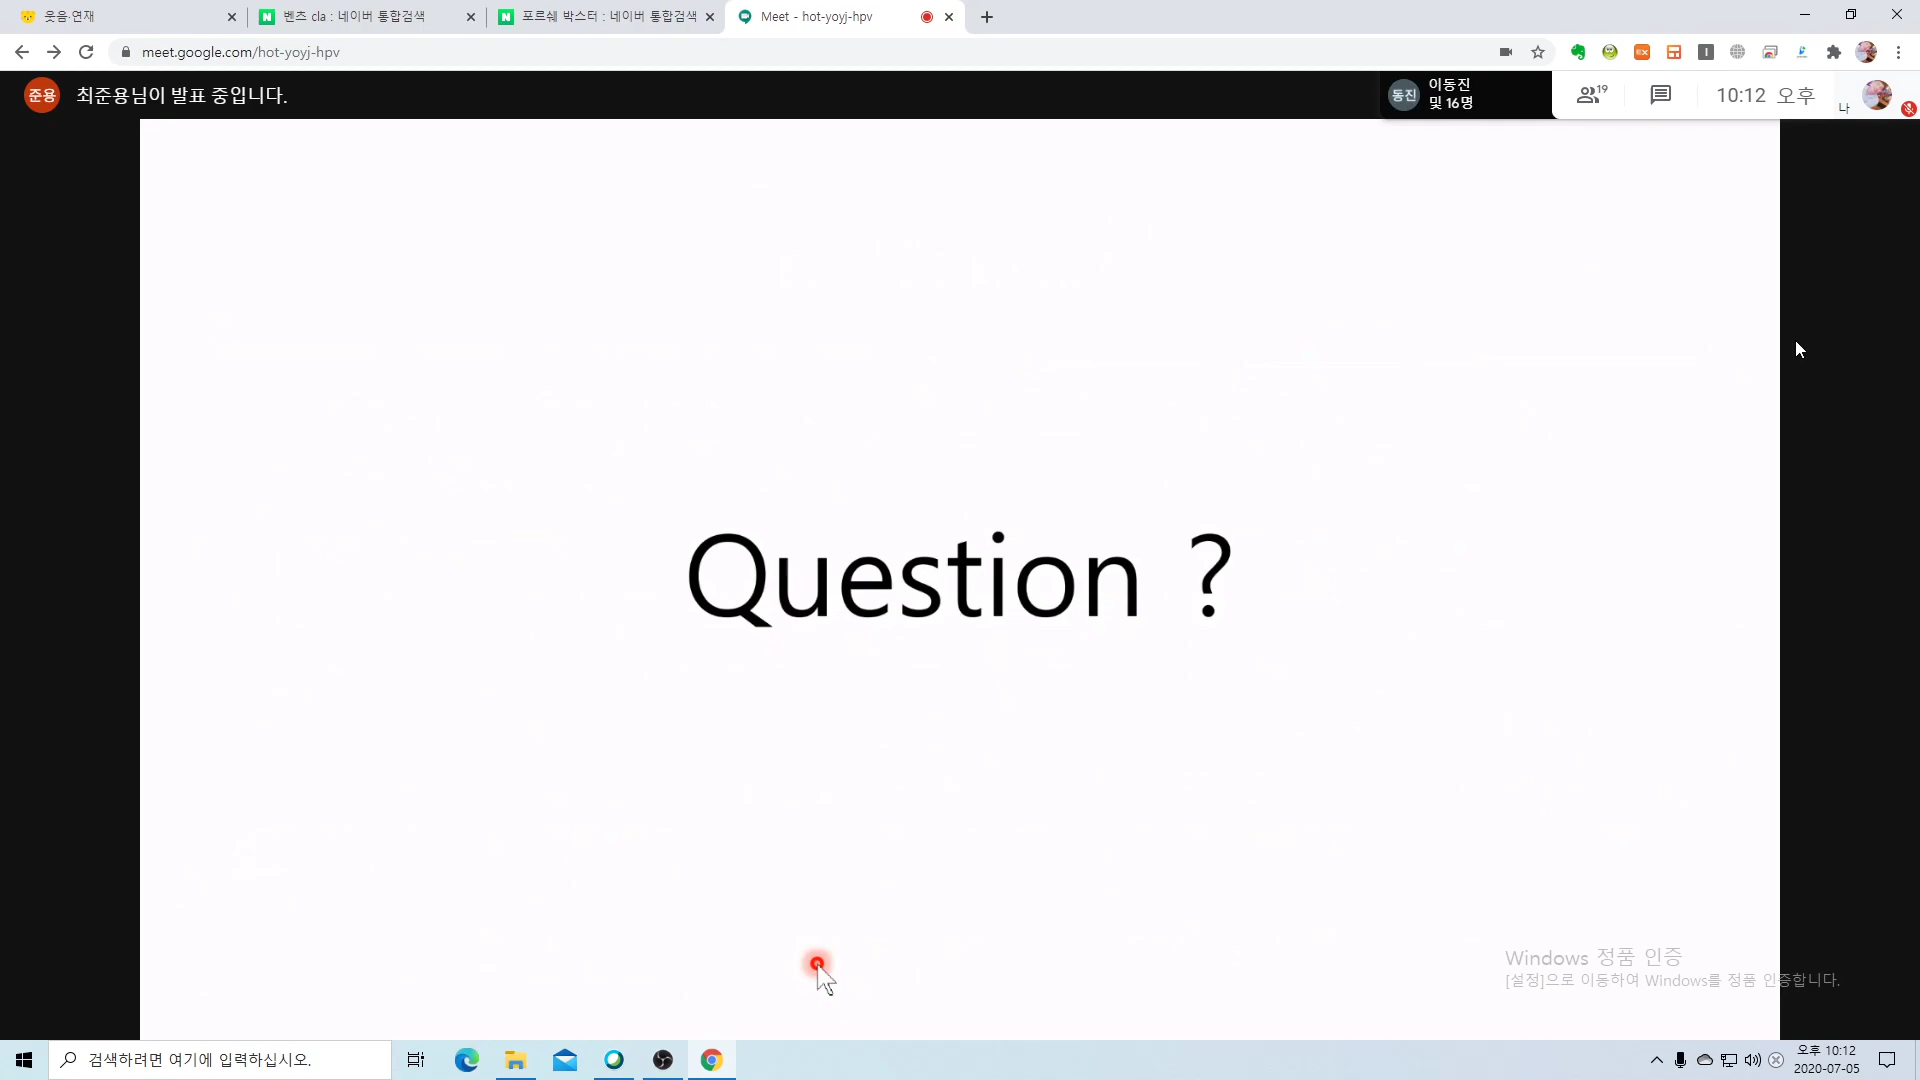 웃음·연재
벤츠 cla : 네이버 통합검색
포르쉐 박스터 : 네이버 통합검색
Meet - hot-yoyj-hpv
meet.google.com/hot-yoyj-hpv
준용
최준용님이 발표 중입니다.
동진
이동진
및 16명
19
10:12 오후
나
Question ?
Windows 정품 인증
[설정]으로 이동하여 Windows를 정품 인증합니다.
검색하려면 여기에 입력하십시오.
오후 10:12
2020-07-05